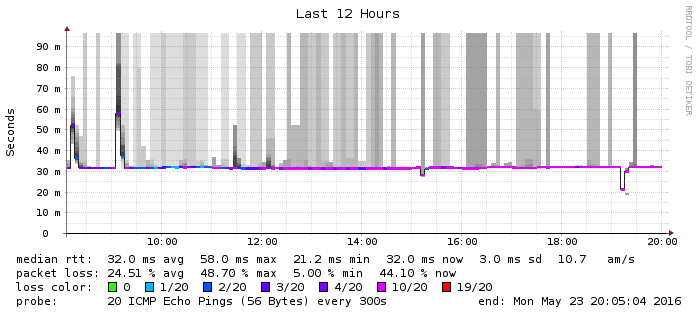 Last 12 Hours
RRDTOOL / TOBI OETIKER
Seconds
90 m
80 m
70 m
60 m
50 m
40 m
30 m
20 m
10 m
0
10:00 12:00 14:00 16:00 18:00 20:00
median rtt: 32.0 ms avg 58.0 ms max 21.2 ms min 32.0 ms now 3.0 ms sd 10.7 am/s
packet loss: 24.51 % avg 48.70 % max 5.00 % min 44.10 % now
loss color: 0 1/20 2/20 3/20 4/20 10/20 19/20
probe: 20 ICMP Echo Pings (56 Bytes) every 300s end: Mon May 23 20:05:04 2016